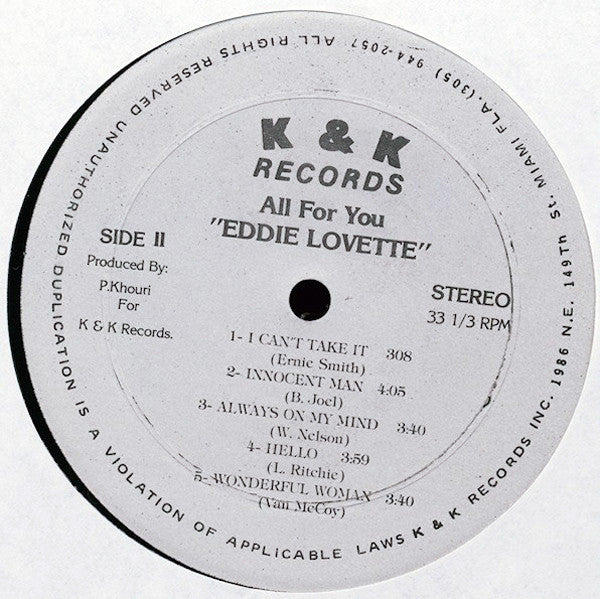 K & K
RECORDS
All For You
"EDDIE LOVETTE"
SIDE II
Produced By:
P.Khouri
For
K & K Records.
STEREO
33 1/3 RPM
1- I CAN'T TAKE IT 308
(Ernie Smith)
2- INNOCENT MAN 4:05
(B. Joel)
3- ALWAYS ON MY MIND 3:40
(W. Nelson)
4- HELLO 3:59
(L. Ritchie)
5- WONDERFUL WOMAN 3:40
(Van McCoy)
K & K RECORDS INC. 1986 N.E. 149Th St. MIAMI FLA. (305) 944-2057 ALL RIGHTS RESERVED UNAUTHORIZED DUPLICATION IS A VIOLATION OF APPLICABLE LAWS